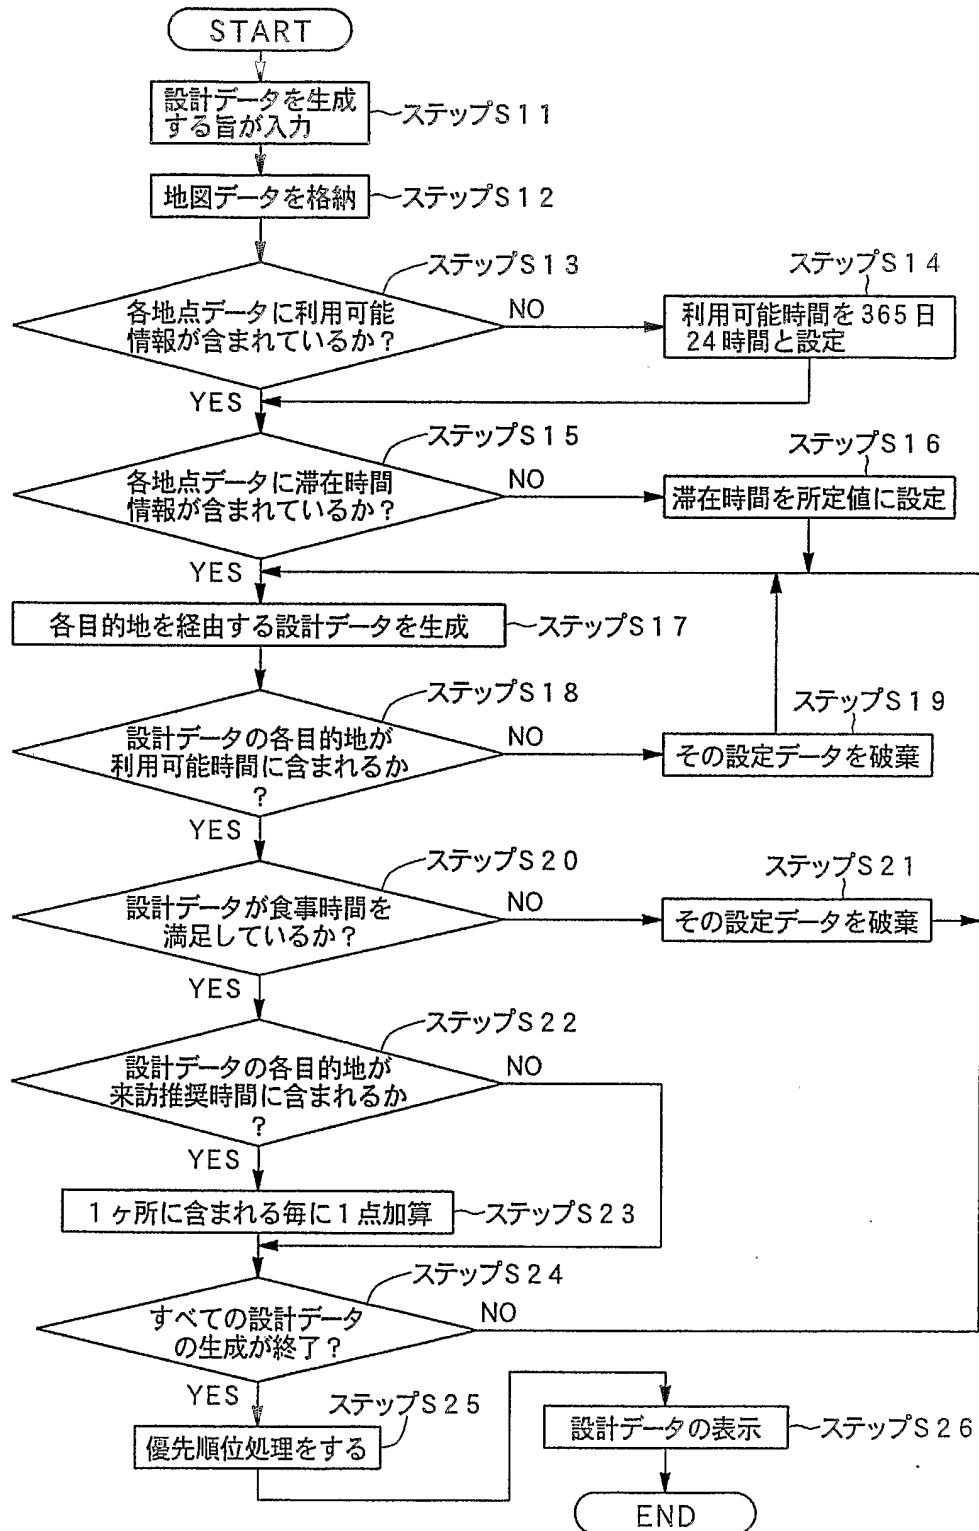 START
設計データを生成
する旨が入力
ステップS11
地図データを格納
ステップS12
ステップS13
各地点データに利用可能
情報が含まれているか?
NO
ステップS14
利用可能時間を365日
24時間と設定
YES
ステップS15
各地点データに滞在時間
情報が含まれているか?
NO
ステップS16
滞在時間を所定値に設定
YES
各目的地を経由する設計データを生成
ステップS17
ステップS18
設計データの各目的地が
利用可能時間に含まれるか
?
NO
ステップS19
その設定データを破棄
YES
ステップS20
設計データが食事時間を
満足しているか?
NO
ステップS21
その設定データを破棄
YES
ステップS22
設計データの各目的地が
来訪推奨時間に含まれるか
?
NO
YES
1ヶ所に含まれる毎に1点加算
ステップS23
ステップS24
すべての設計データ
の生成が終了?
NO
YES
ステップS25
優先順位処理をする
設計データの表示
ステップS26
END